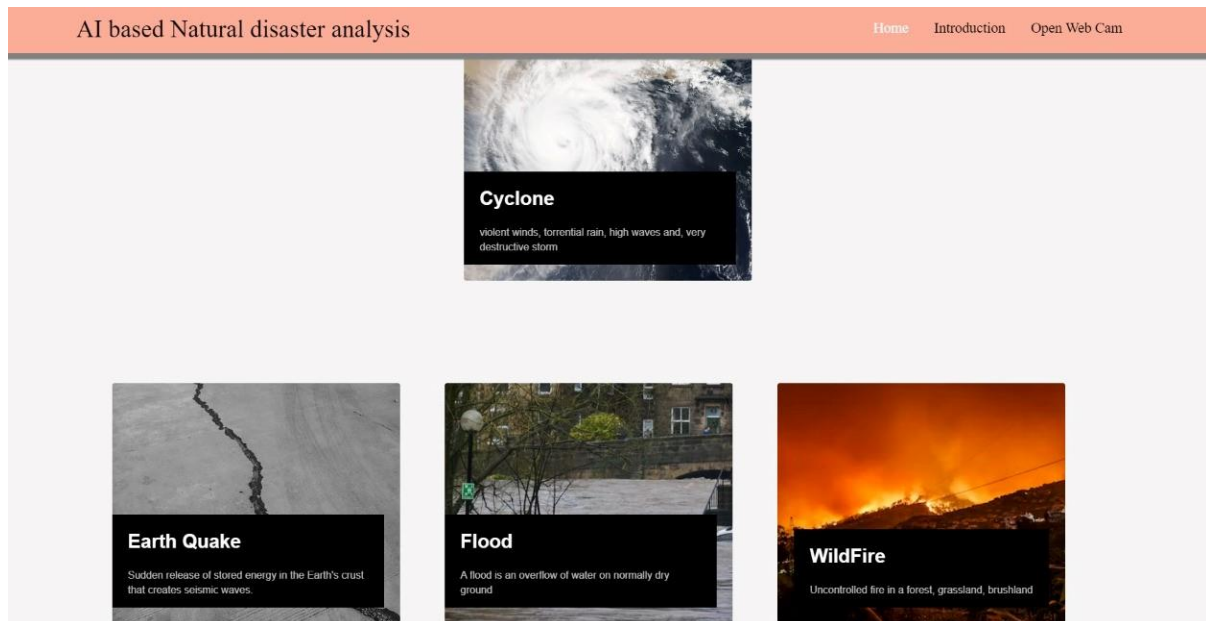 AI based Natural disaster analysis
Home Introduction Open Web Cam
Cyclone
violent winds, torrential rain, high waves and, very
destructive storm
Earth Quake
Sudden release of stored energy in the Earth's crust
that creates seismic waves.
Flood
A flood is an overflow of water on normally dry
ground
WildFire
Uncontrolled fire in a forest, grassland, brushland